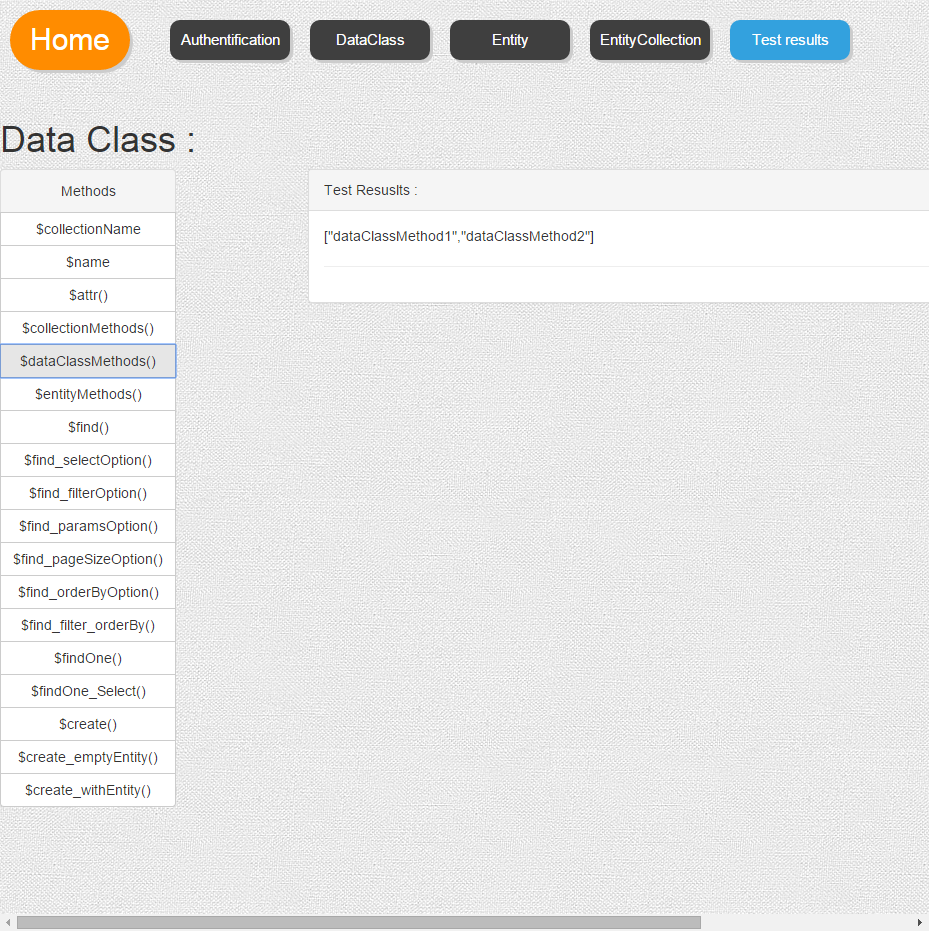 Home
Authentification
DataClass
Entity
EntityCollection
Test results
Data Class :
Methods
$collectionName
$name
$attr()
$collectionMethods()
$dataClassMethods()
$entityMethods()
$find()
$find_selectOption()
$find_filterOption()
$find_paramsOption()
$find_pageSizeOption()
$find_orderByOption()
$find_filter_orderBy()
$findOne()
$findOne_Select()
$create()
$create_emptyEntity()
$create_withEntity()
Test Resuslts :
["dataClassMethod1","dataClassMethod2"]